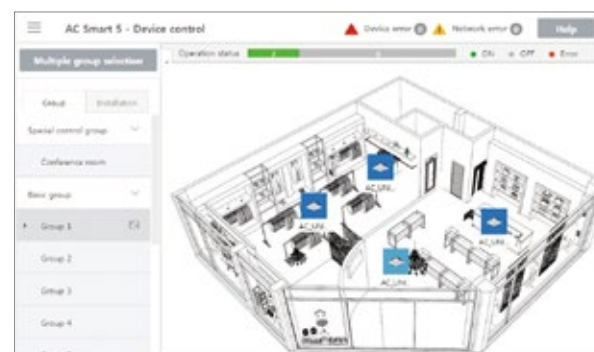 AC Smart 5 - Device control
Device error 0
Network error 0
Help
Multiple group selection
Operation status
ON
OFF
Error
Group
Installation
Special control group
Conference room
Basic group
Group 1
Group 2
Group 3
Group 4
AC_UNI...
AC_UNI...
AC_UNI...
AC_UNI...